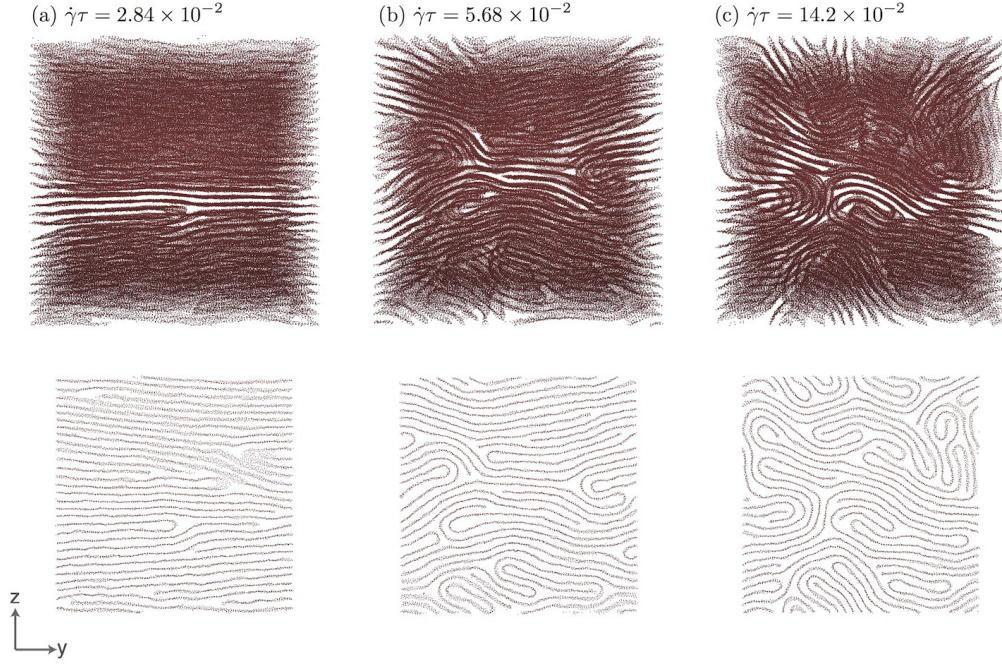 (a) γ̇τ = 2.84 × 10⁻²
(b) γ̇τ = 5.68 × 10⁻²
(c) γ̇τ = 14.2 × 10⁻²
z
y